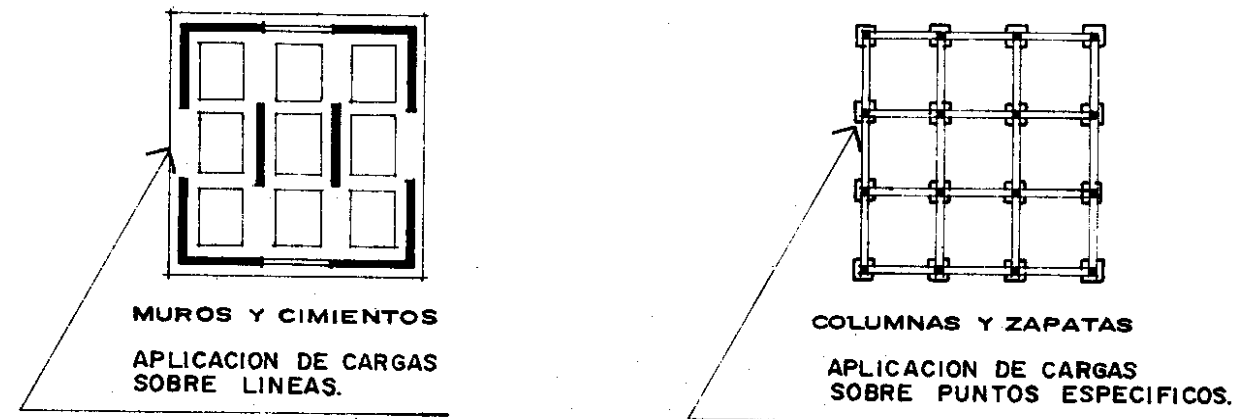 MUROS Y CIMIENTOS
APLICACION DE CARGAS
SOBRE LINEAS.
COLUMNAS Y ZAPATAS
APLICACION DE CARGAS
SOBRE PUNTOS ESPECIFICOS.